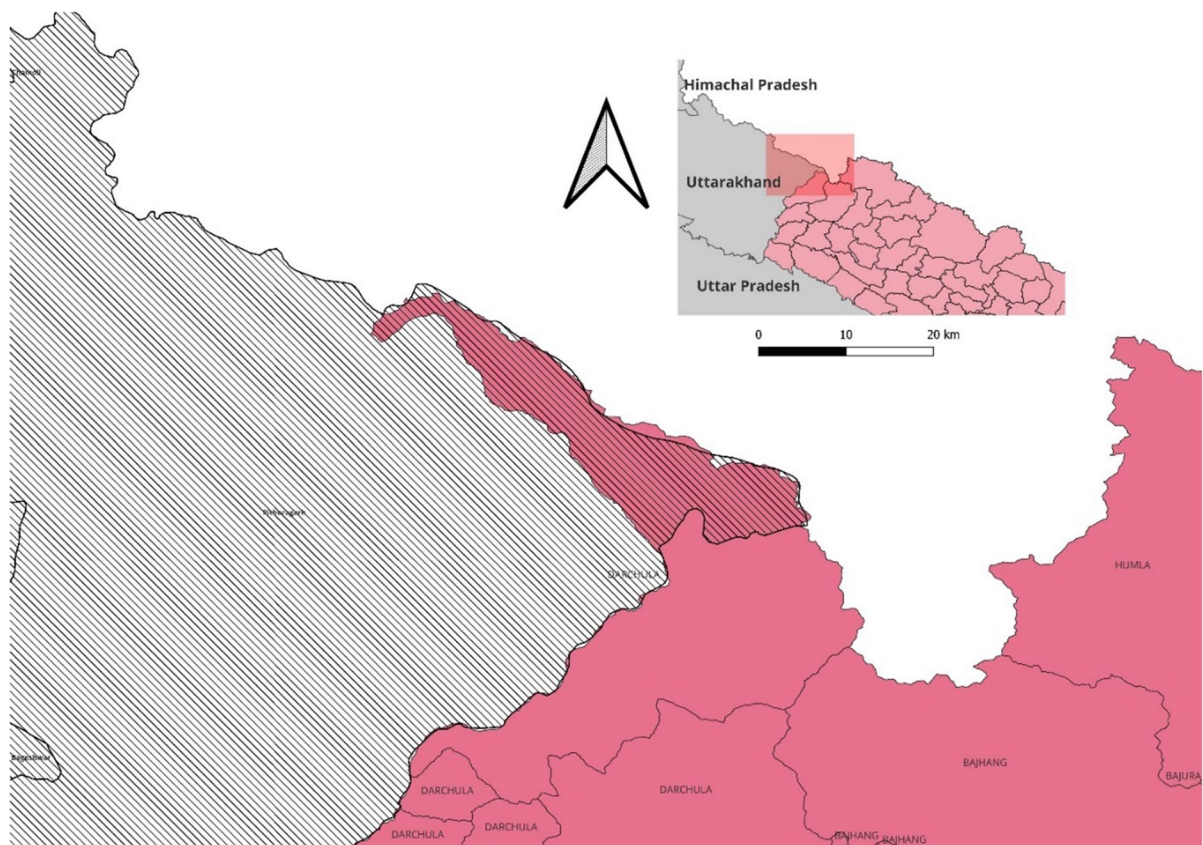 Chamoli
Himachal Pradesh
Uttarakhand
Uttar Pradesh
0 10 20 km
Pithoragarh
DARCHULA
HUMLA
Bageshwar
BAJHANG
DARCHULA
DARCHULA
BAJURA
DARCHULA
DARCHULA
BAJHANG
BAJHANG